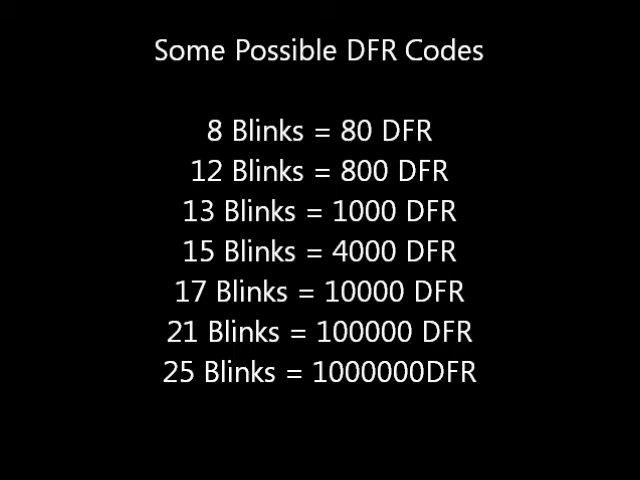 Some Possible DFR Codes
8 Blinks = 80 DFR
12 Blinks = 800 DFR
13 Blinks = 1000 DFR
15 Blinks = 4000 DFR
17 Blinks = 10000 DFR
21 Blinks = 100000 DFR
25 Blinks = 1000000DFR